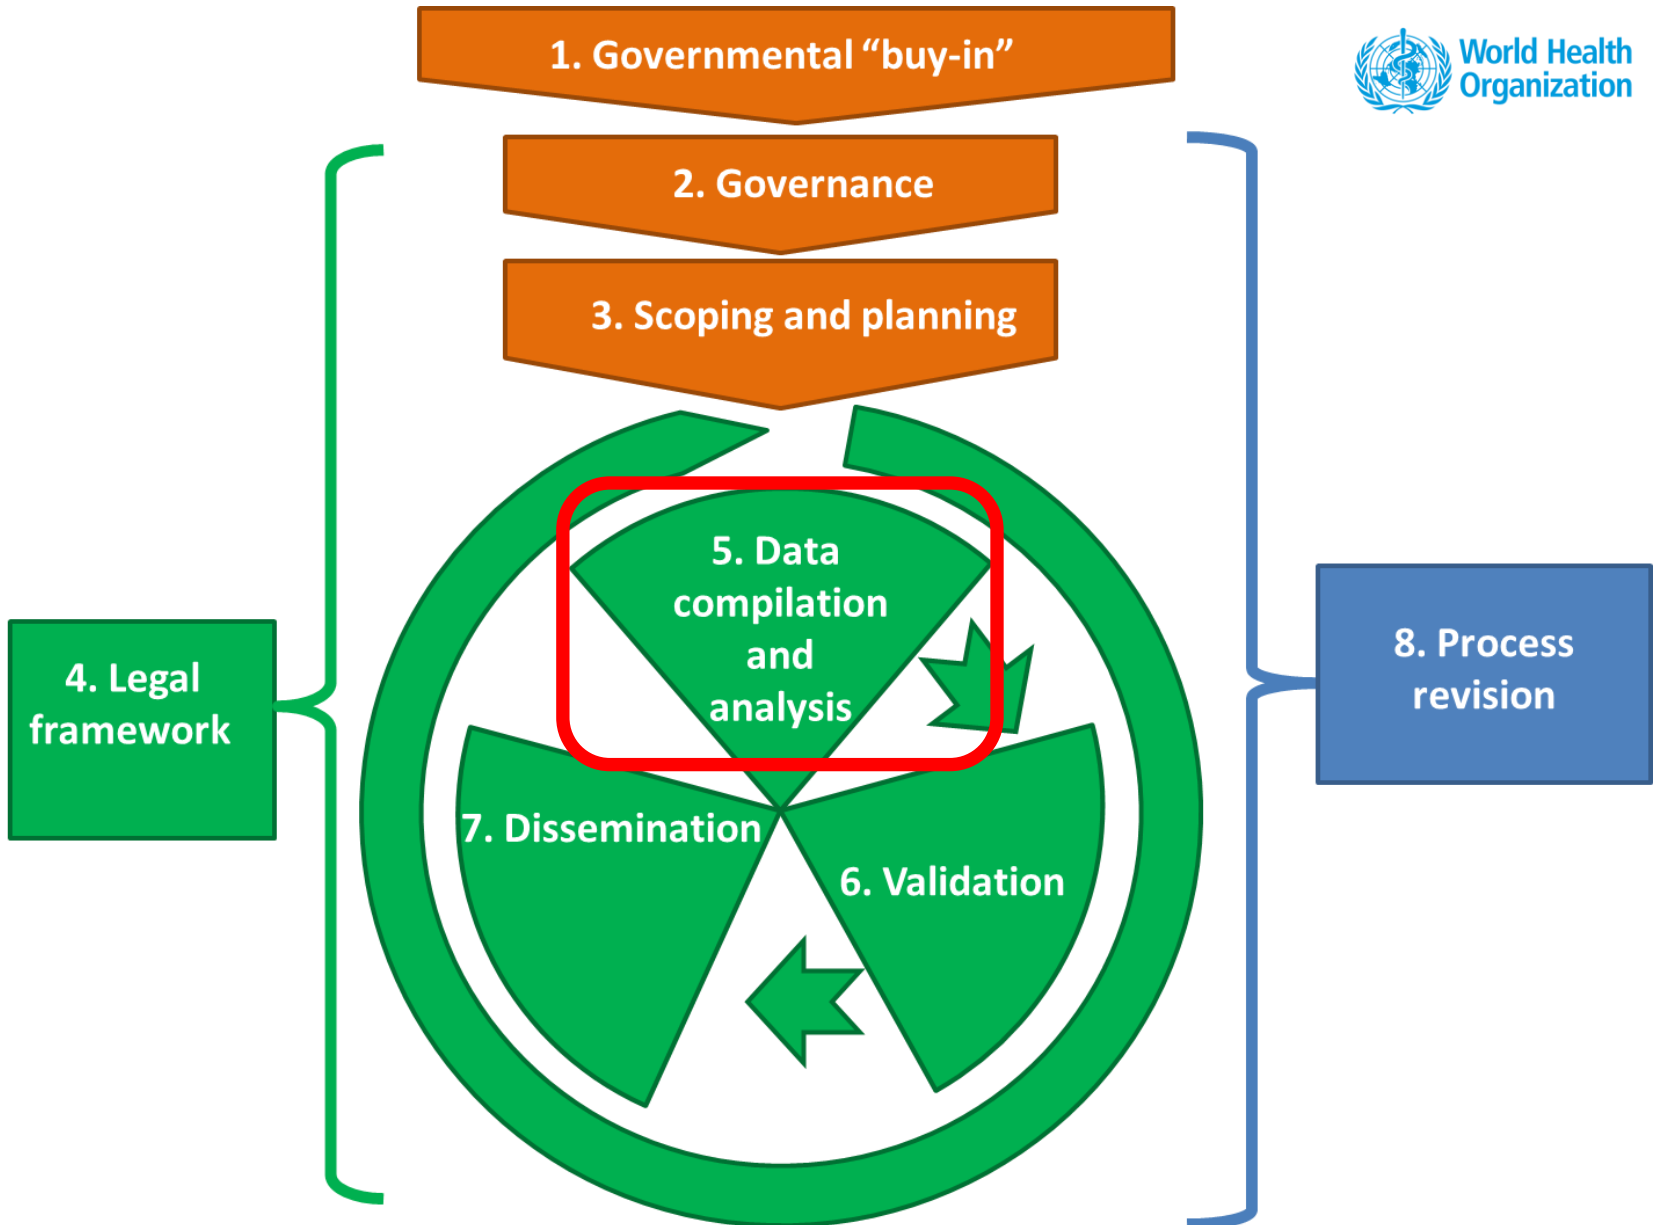 1. Governmental “buy-in”
World Health
Organization
2. Governance
3. Scoping and planning
4. Legal
framework
5. Data
compilation
and
analysis
6. Validation
7. Dissemination
8. Process
revision